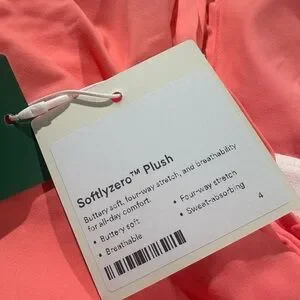 Softlyzero™ Plush
Buttery soft, four-way stretch, and breathability
for all-day comfort
• Buttery soft • Four-way stretch
• Breathable • Sweat-absorbing
4